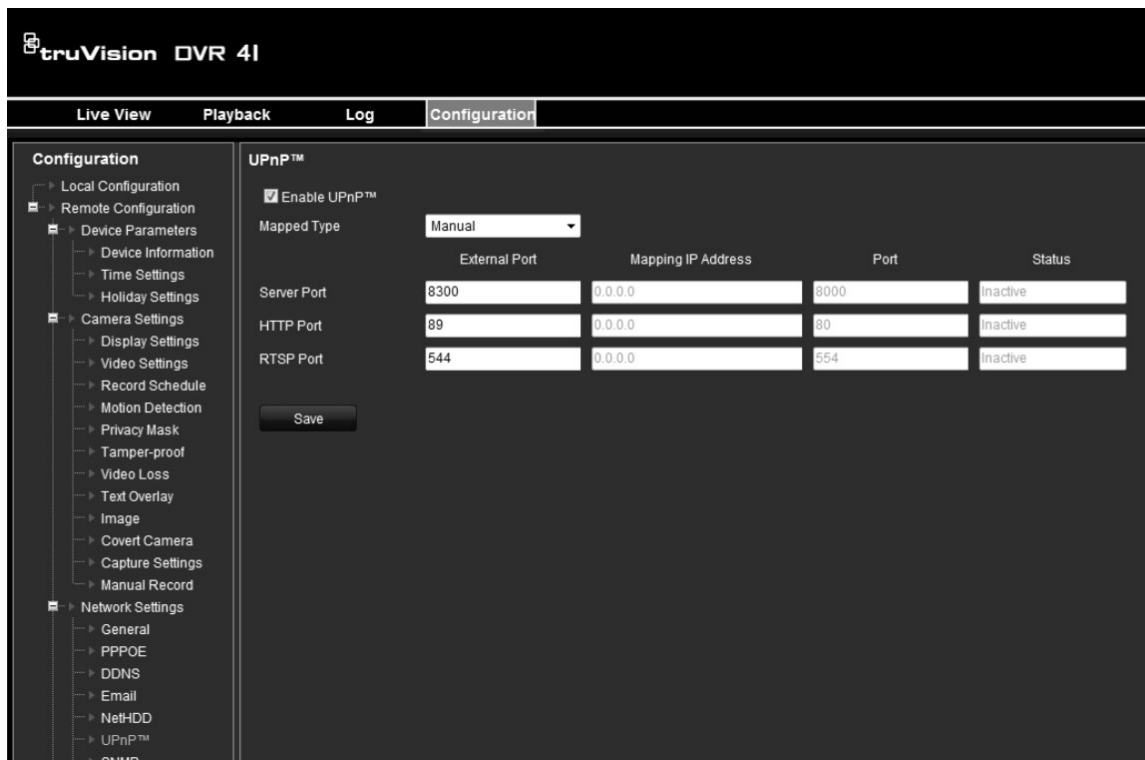 truVision DVR 41
Live View Playback Log Configuration
Configuration
Local Configuration
Remote Configuration
Device Parameters
Device Information
Time Settings
Holiday Settings
Camera Settings
Display Settings
Video Settings
Record Schedule
Motion Detection
Privacy Mask
Tamper-proof
Video Loss
Text Overlay
Image
Covert Camera
Capture Settings
Manual Record
Network Settings
General
PPPOE
DDNS
Email
NetHDD
UPnP™
SNMP
UPnP™
Enable UPnP™
Mapped Type Manual
External Port Mapping IP Address Port Status
Server Port 8300 0.0.0.0 8000 Inactive
HTTP Port 89 0.0.0.0 80 Inactive
RTSP Port 544 0.0.0.0 554 Inactive
Save